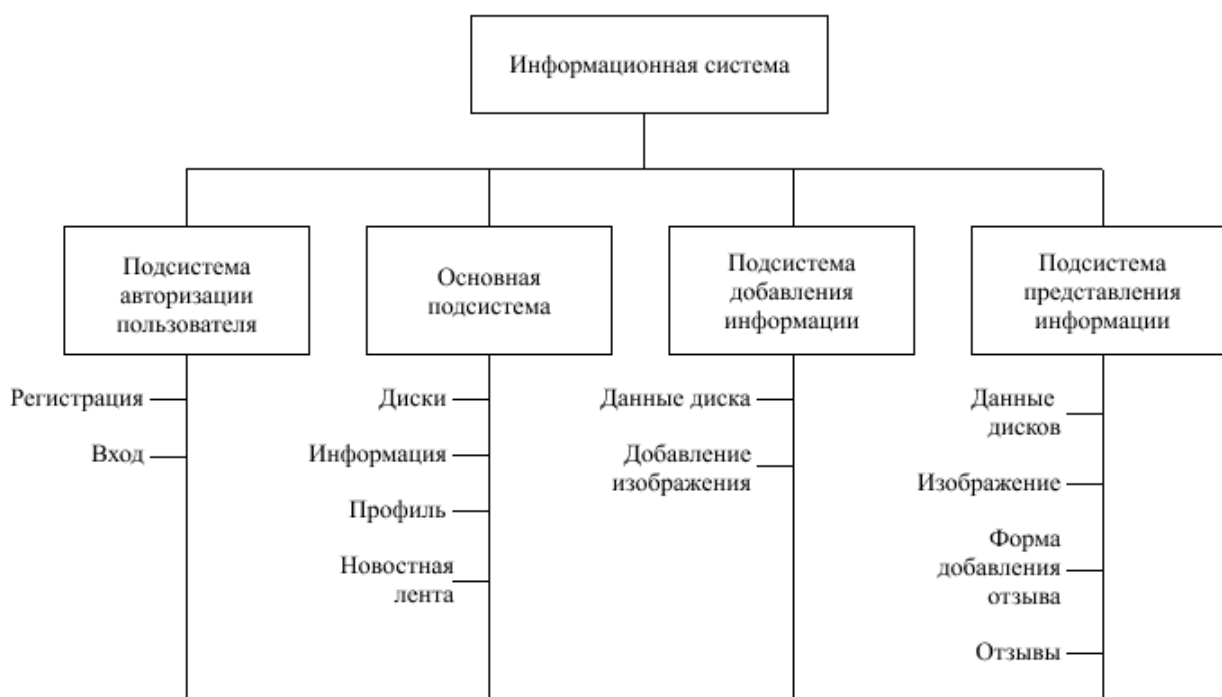 Информационная система
Подсистема
авторизации
пользователя
Основная
подсистема
Подсистема
добавления
информации
Подсистема
представления
информации
Регистрация
Вход
Диски
Информация
Профиль
Новостная
лента
Данные диска
Добавление
изображения
Данные
дисков
Изображение
Форма
добавления
отзыва
Отзывы